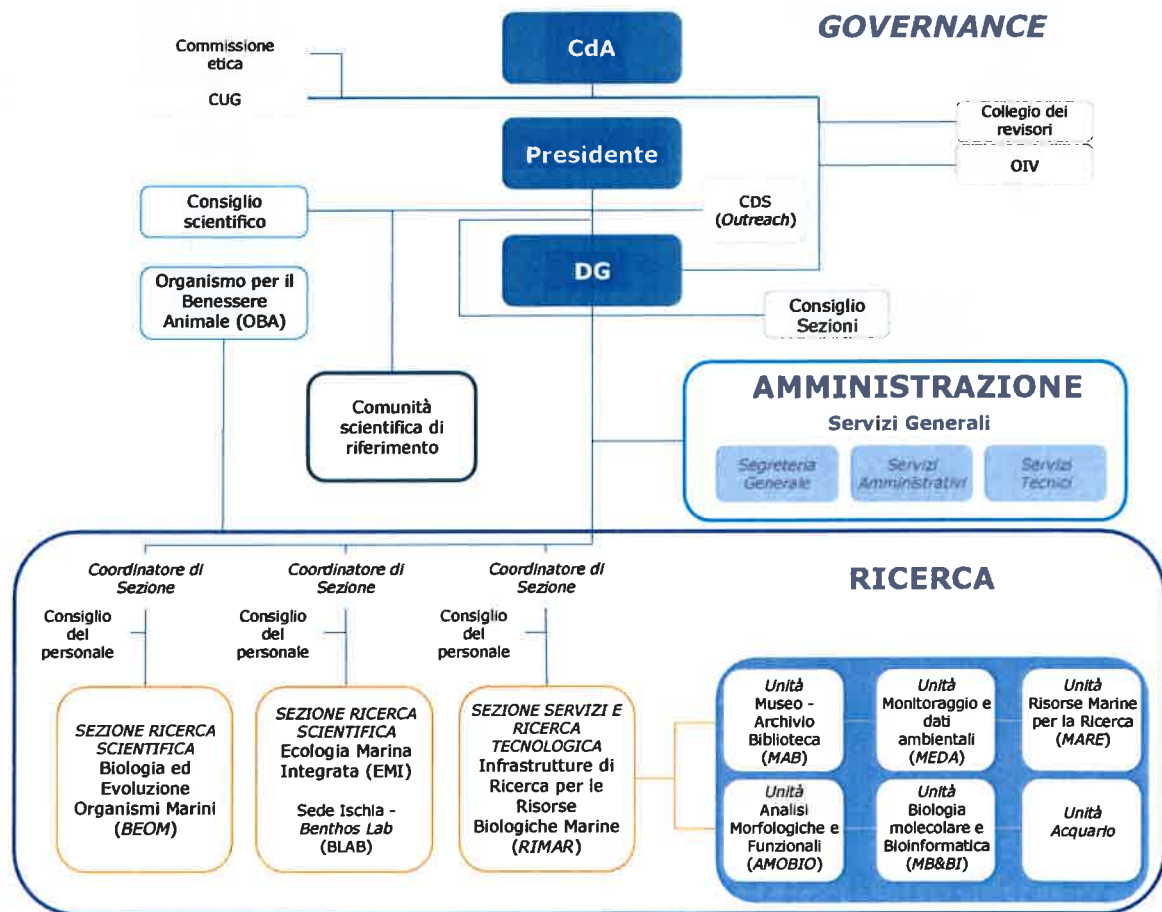 GOVERNANCE
Commissione
etica
CUG
CdA
Collegio dei
revisori
OIV
Presidente
Consiglio
scientifico
CDS
(Outreach)
DG
Organismo per il
Benessere
Animale (OBA)
Consiglio
Sezioni
Comunità
scientifica di
riferimento
AMMINISTRAZIONE
Servizi Generali
Segreteria
Generale
Servizi
Amministrativi
Servizi
Tecnici
RICERCA
Coordinatore di
Sezione
Coordinatore di
Sezione
Coordinatore di
Sezione
Consiglio
del
personale
Consiglio
del
personale
Consiglio
del
personale
SEZIONE RICERCA
SCIENTIFICA
Biologia ed
Evoluzione
Organismi Marini
(BEOM)
SEZIONE RICERCA
SCIENTIFICA
Ecologia Marina
Integrata (EMI)
Sede Ischia -
Benthos Lab
(BLAB)
SEZIONE SERVIZI E
RICERCA
TECNOLOGICA
Infrastrutture di
Ricerca per le
Risorse
Biologiche Marine
(RIMAR)
Unità
Museo -
Archivio
Biblioteca
(MAB)
Unità
Monitoraggio e
dati
ambientali
(MEDA)
Unità
Risorse Marine
per la Ricerca
(MARE)
Unità
Analisi
Morfologiche e
Funzionali
(AMOBIO)
Unità
Biologia
molecolare e
Bioinformatica
(MB&BI)
Unità
Acquario